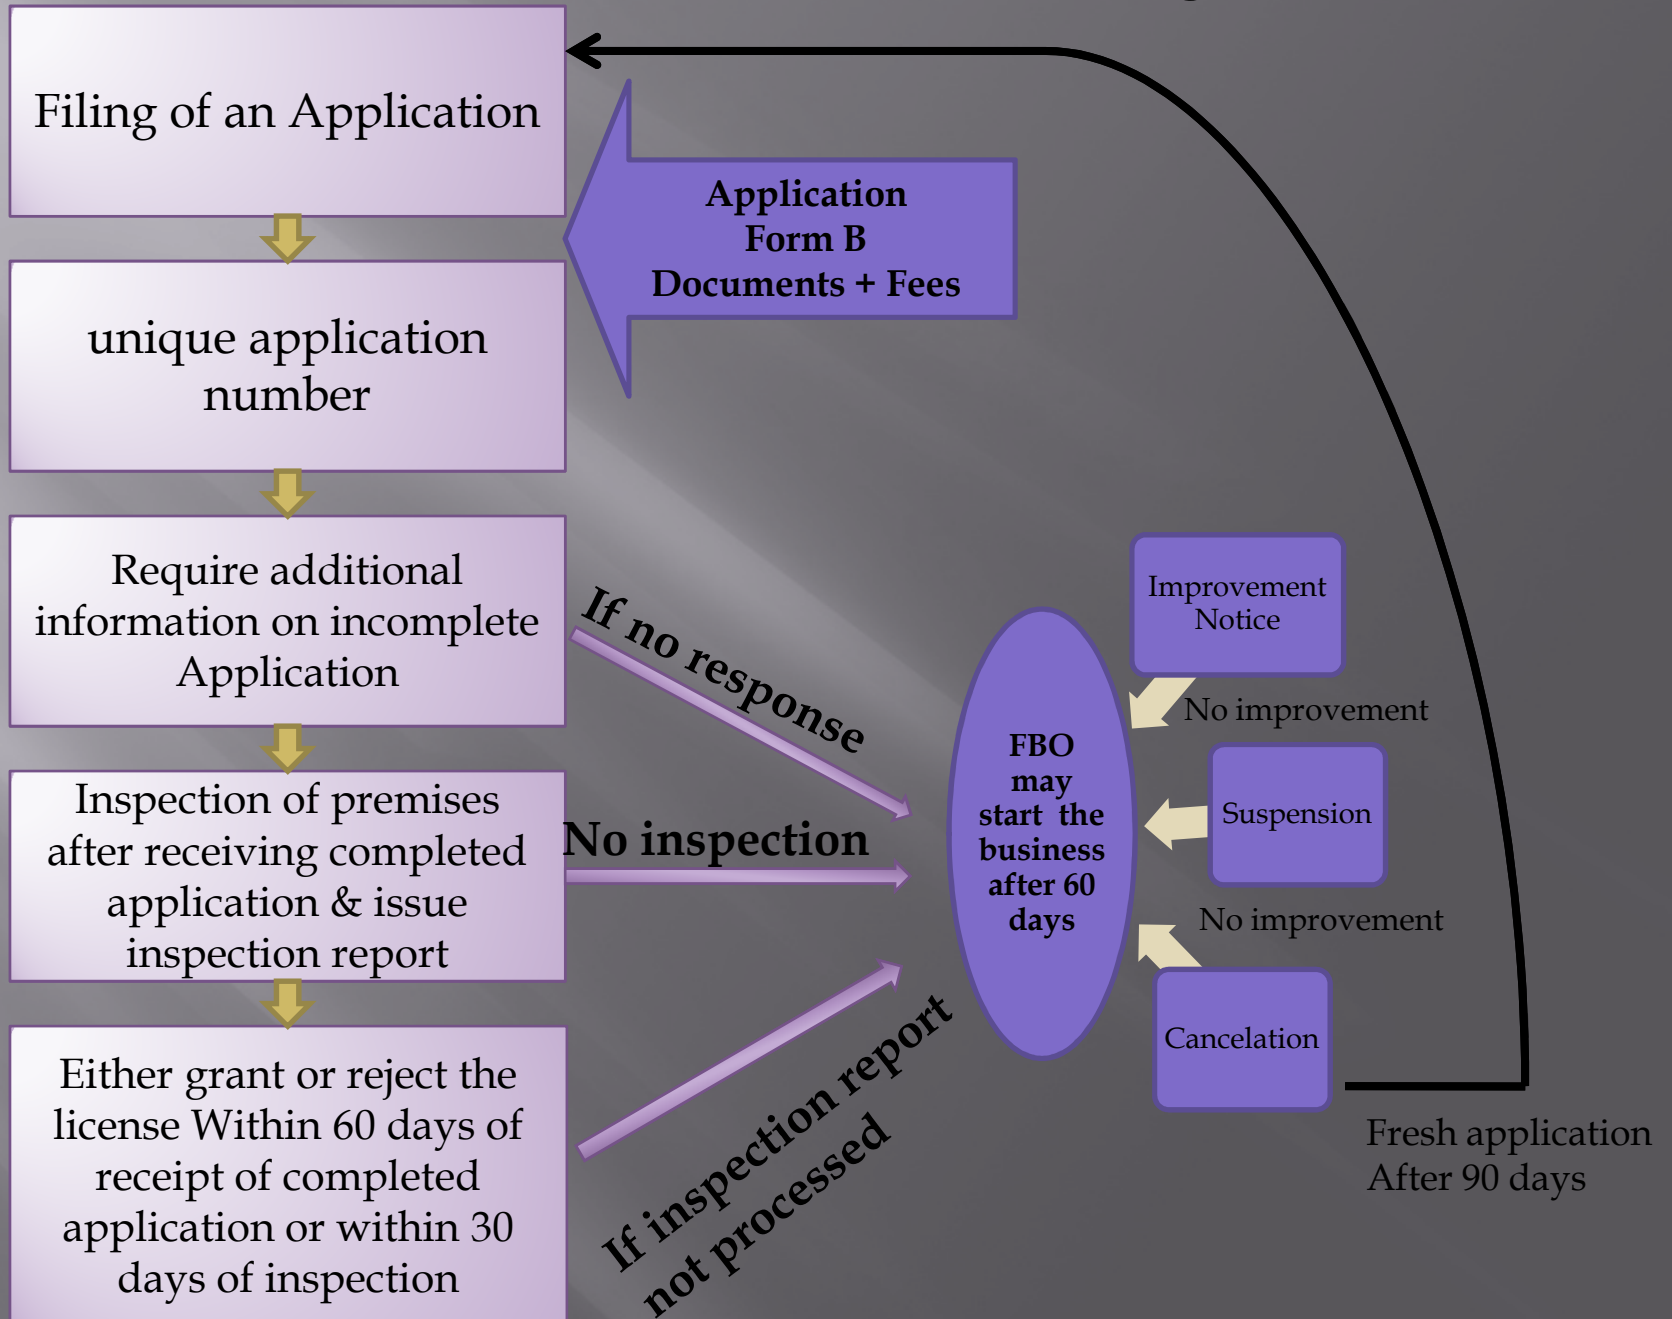 Filing of an Application
Application
Form B
Documents + Fees
unique application
number
Require additional
information on incomplete
Application
If no response
Inspection of premises
after receiving completed
application & issue
inspection report
No inspection
Either grant or reject the
license Within 60 days of
receipt of completed
application or within 30
days of inspection
If inspection report
not processed
FBO
may
start the
business
after 60
days
Improvement
Notice
No improvement
Suspension
No improvement
Cancelation
Fresh application
After 90 days